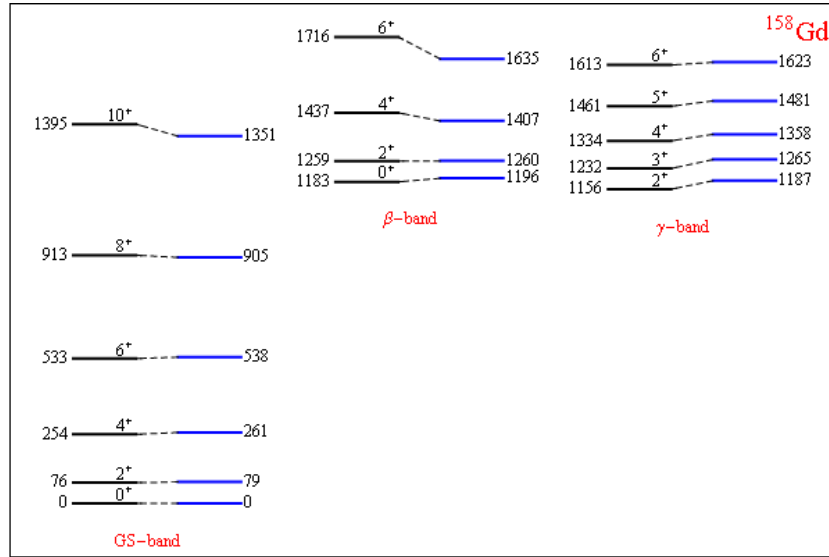 ¹⁵⁸Gd
1716 6⁺ 1635
1437 4⁺ 1407
1259 2⁺ 1260
1183 0⁺ 1196
β-band
1613 6⁺ 1623
1461 5⁺ 1481
1334 4⁺ 1358
1232 3⁺ 1265
1156 2⁺ 1187
γ-band
1395 10⁺ 1351
913 8⁺ 905
533 6⁺ 538
254 4⁺ 261
76 2⁺ 79
0 0⁺ 0
GS-band